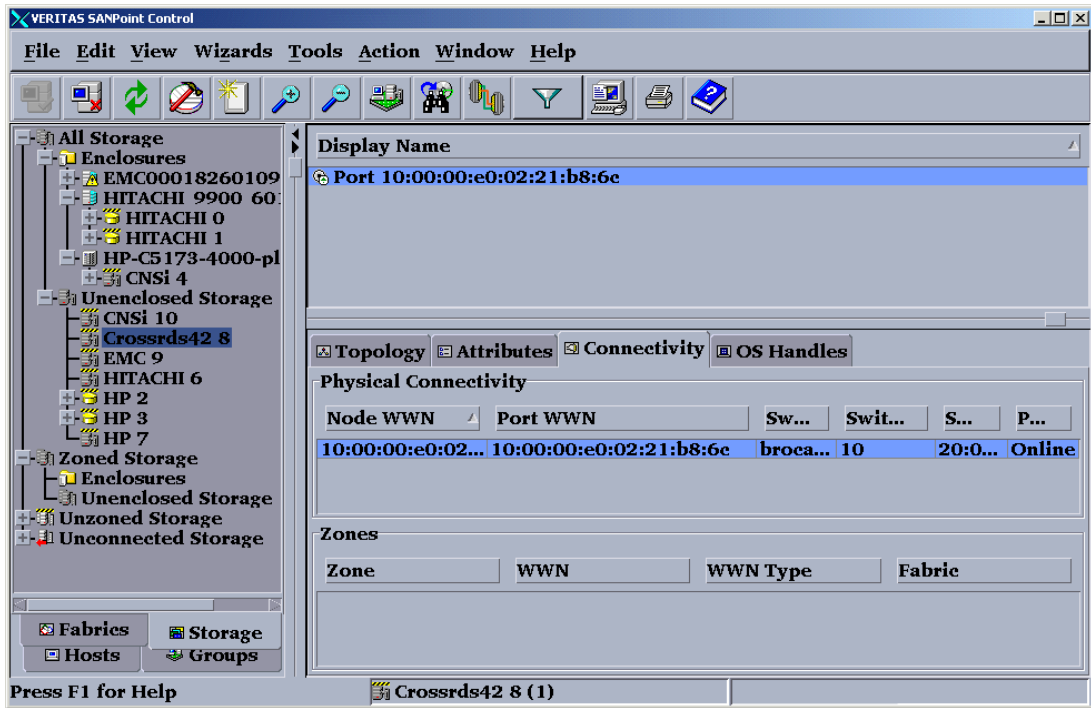 VERITAS SANPoint Control
File Edit View Wizards Tools Action Window Help
All Storage
Enclosures
EMC00018260109
HITACHI 9900 601
HITACHI 0
HITACHI 1
HP-C5173-4000-pl
CNSi 4
Unenclosed Storage
CNSi 10
Crossrds42 8
EMC 9
HITACHI 6
HP 2
HP 3
HP 7
Zoned Storage
Enclosures
Unenclosed Storage
Unzoned Storage
Unconnected Storage
Fabrics Storage
Hosts Groups
Display Name
Port 10:00:00:e0:02:21:b8:6c
Topology Attributes Connectivity OS Handles
Physical Connectivity
Node WWN Port WWN Sw... Swit... S... P...
10:00:00:e0:02... 10:00:00:e0:02:21:b8:6c broca... 10 20:0... Online
Zones
Zone WWN WWN Type Fabric
Press F1 for Help Crossrds42 8 (1)